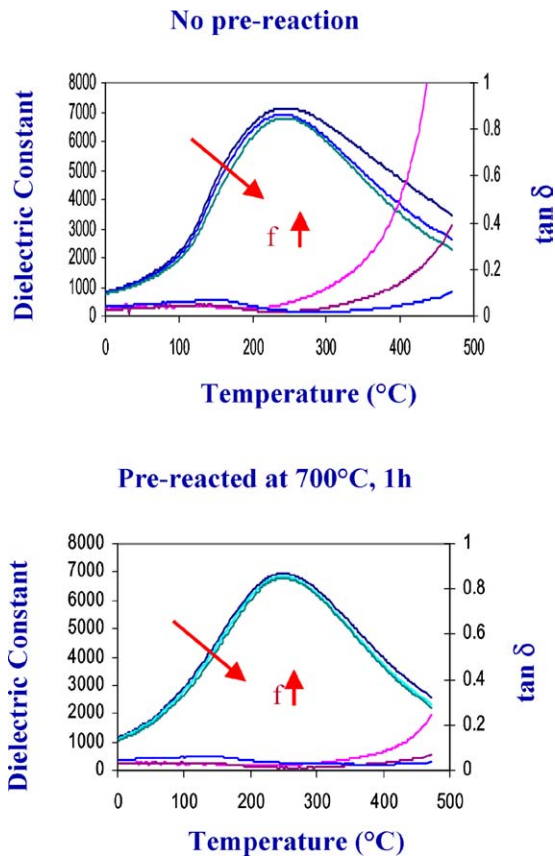 No pre-reaction
8000
7000
6000
5000
4000
3000
2000
1000
0
Dielectric Constant
1
0.8
0.6
0.4
0.2
0
tan δ
f
0 100 200 300 400 500
Temperature (°C)
Pre-reacted at 700°C, 1h
8000
7000
6000
5000
4000
3000
2000
1000
0
Dielectric Constant
1
0.8
0.6
0.4
0.2
0
tan δ
f
0 100 200 300 400 500
Temperature (°C)